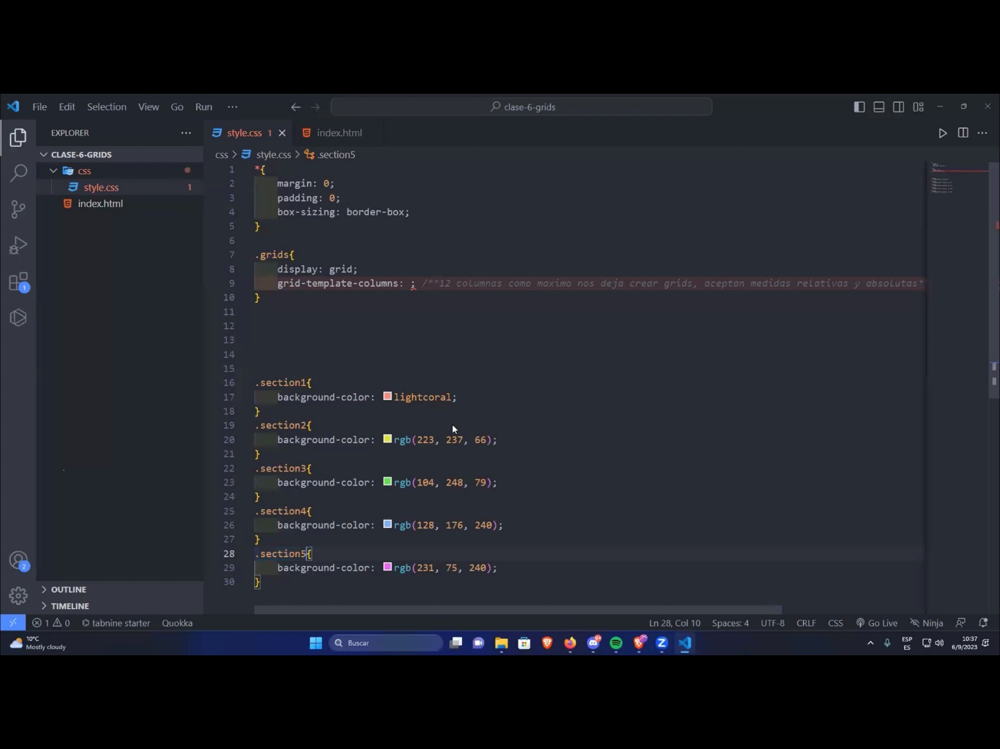 File Edit Selection View Go Run ... clase-6-grids
EXPLORER ...
style.css 1
index.html
CLASE-6-GRIDS
css
style.css 1
index.html
css > style.css > .section5
1 *{
2 margin: 0;
3 padding: 0;
4 box-sizing: border-box;
5 }
6
7 .grids{
8 display: grid;
9 grid-template-columns: ; /**12 columnas como maximo nos deja crear grids, aceptan medidas relativas y absolutas*
10 }
11
12
13
14
15
16 .section1{
17 background-color: lightcoral;
18 }
19 .section2{
20 background-color: rgb(223, 237, 66);
21 }
22 .section3{
23 background-color: rgb(104, 248, 79);
24 }
25 .section4{
26 background-color: rgb(128, 176, 240);
27 }
28 .section5{
29 background-color: rgb(231, 75, 240);
30 }
1
2
OUTLINE
TIMELINE
1 0 tabnine starter Quokka Ln 28, Col 10 Spaces: 4 UTF-8 CRLF CSS Go Live Ninja
10°C
Mostly cloudy
Buscar
ESP
ES
10:37
6/9/2023